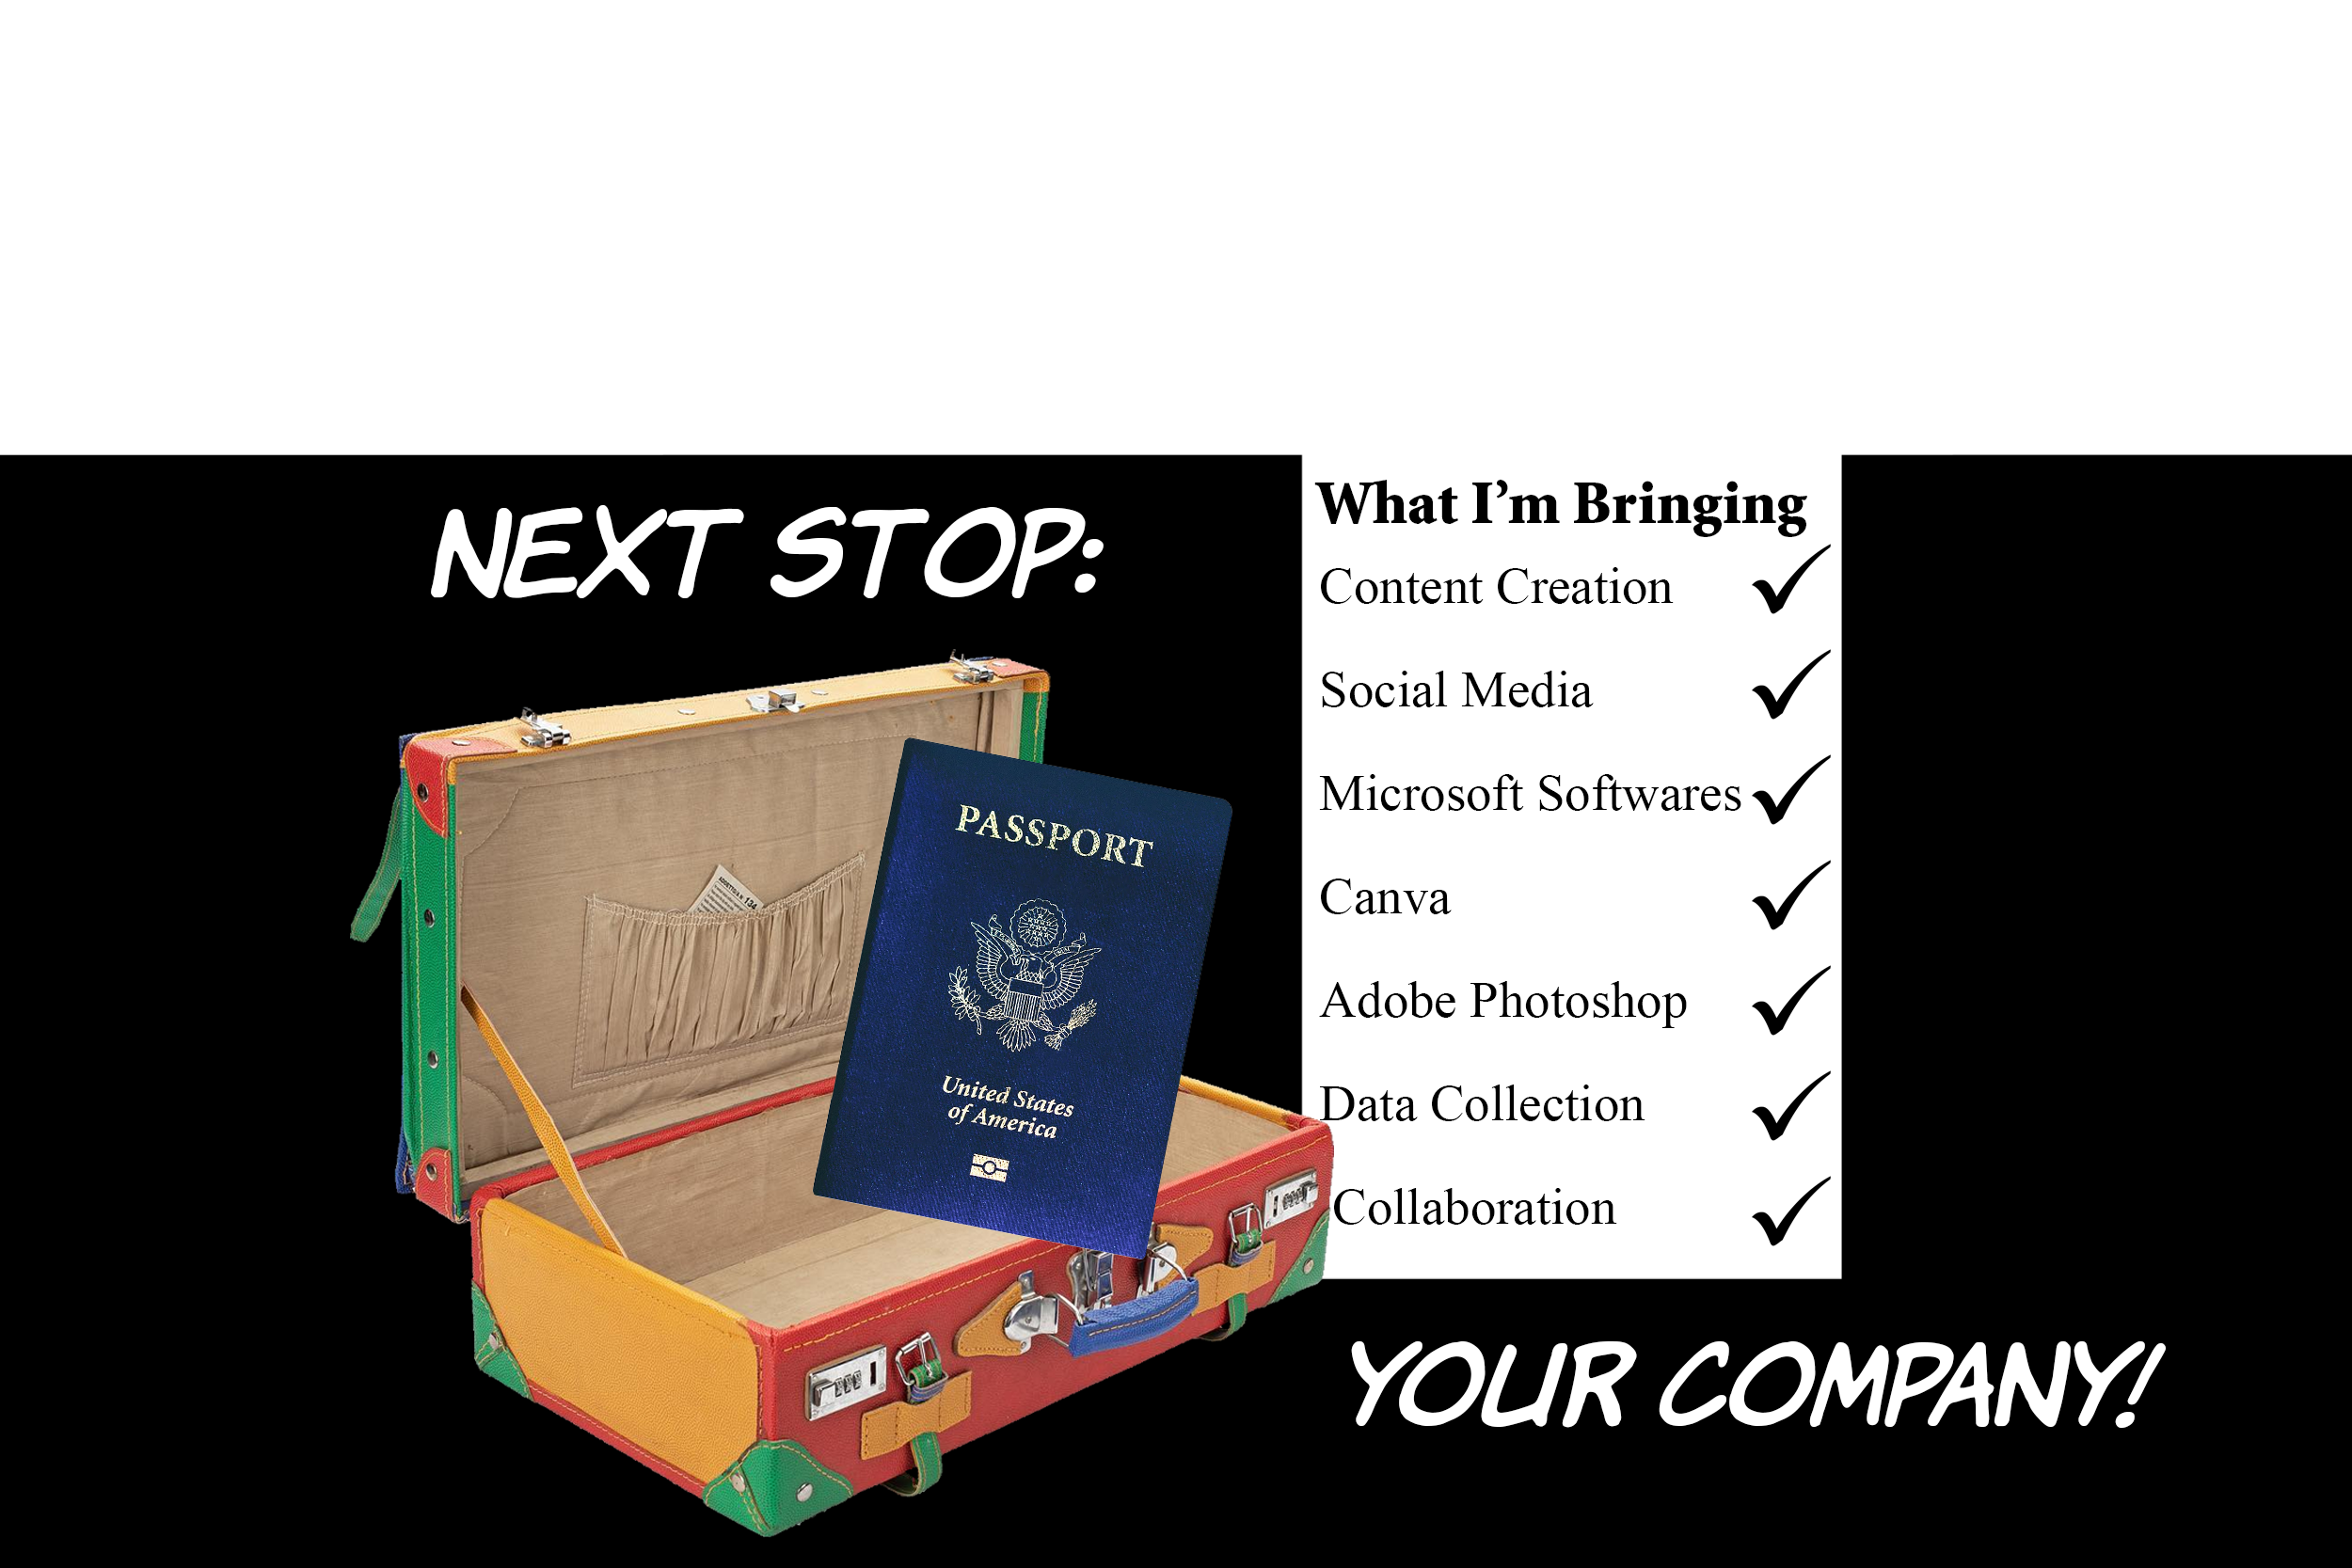 NEXT STOP:
What I'm Bringing
Content Creation
Social Media
Microsoft Softwares
Canva
Adobe Photoshop
Data Collection
Collaboration
PASSPORT
United States
of America
134
YOUR COMPANY!